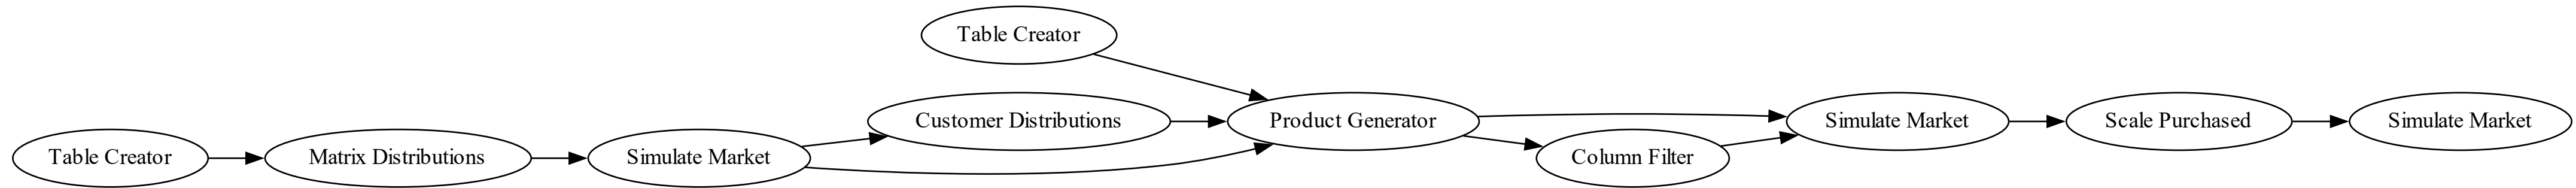 Table Creator
Table Creator
Matrix Distributions
Simulate Market
Customer Distributions
Product Generator
Column Filter
Simulate Market
Scale Purchased
Simulate Market